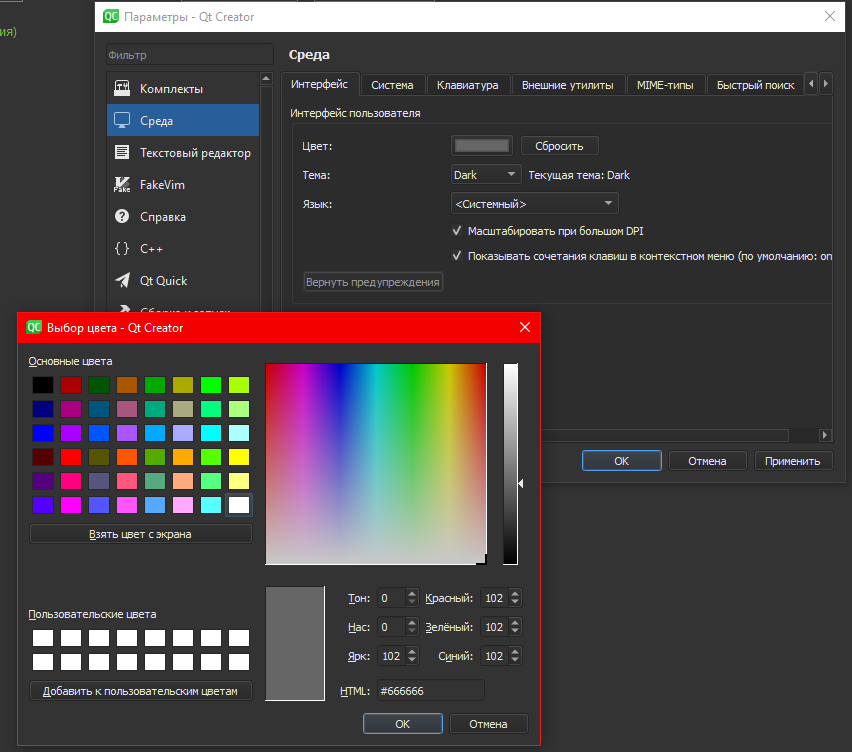 ия)
QC Параметры - Qt Creator
Фильтр
Среда
Комплекты
Среда
Текстовый редактор
FakeVim
Fake
Справка
C++
Qt Quick
Интерфейс Система Клавиатура Внешние утилиты MIME-типы Быстрый поиск
Интерфейс пользователя
Цвет: Сбросить
Тема: Dark Текущая тема: Dark
Язык: <Системный>
Масштабировать при большом DPI
Показывать сочетания клавиш в контекстном меню (по умолчанию: on
Вернуть предупреждения
OK Отмена Применить
QC Выбор цвета - Qt Creator
Основные цвета
Взять цвет с экрана
Пользовательские цвета
Добавить к пользовательским цветам
Тон: 0 Красный: 102
Нас: 0 Зелёный: 102
Ярк: 102 Синий: 102
HTML: #666666
OK Отмена